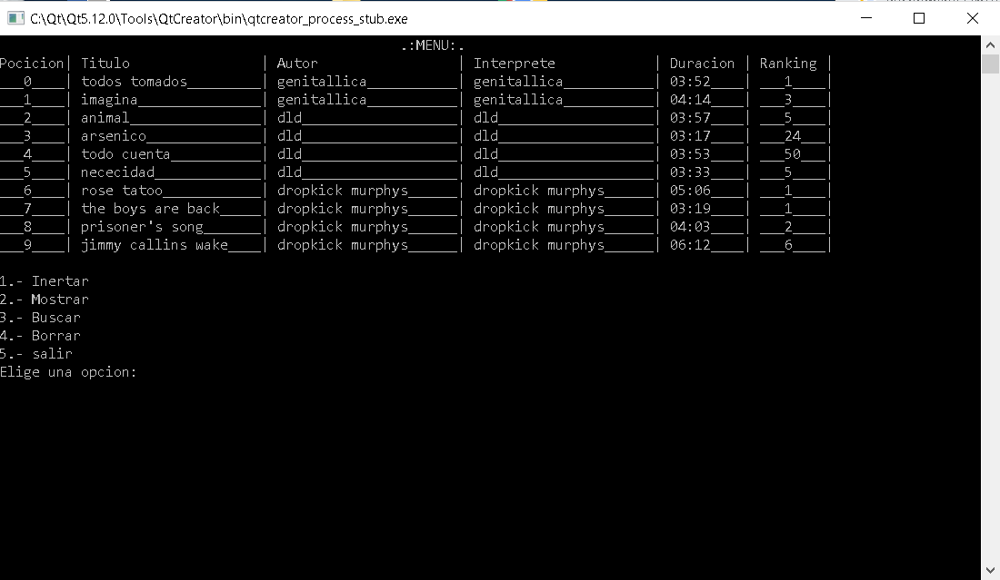 C:\Qt\Qt5.12.0\Tools\QtCreator\bin\qtcreator_process_stub.exe
.:MENU:.
Pocicion| Titulo | Autor | Interprete | Duracion | Ranking |
___0____| todos tomados_________| genitallica___________| genitallica___________| 03:52____| ___1____|
___1____| imagina_______________| genitallica___________| genitallica___________| 04:14____| ___3____|
___2____| animal________________| dld___________________| dld___________________| 03:57____| ___5____|
___3____| arsenico______________| dld___________________| dld___________________| 03:17____| ___24___|
___4____| todo cuenta___________| dld___________________| dld___________________| 03:53____| ___50___|
___5____| nececidad_____________| dld___________________| dld___________________| 03:33____| ___5____|
___6____| rose tatoo____________| dropkick murphys______| dropkick murphys______| 05:06____| ___1____|
___7____| the boys are back_____| dropkick murphys______| dropkick murphys______| 03:19____| ___1____|
___8____| prisoner's song_______| dropkick murphys______| dropkick murphys______| 04:03____| ___2____|
___9____| jimmy callins wake____| dropkick murphys______| dropkick murphys______| 06:12____| ___6____|
1.- Inertar
2.- Mostrar
3.- Buscar
4.- Borrar
5.- salir
Elige una opcion: